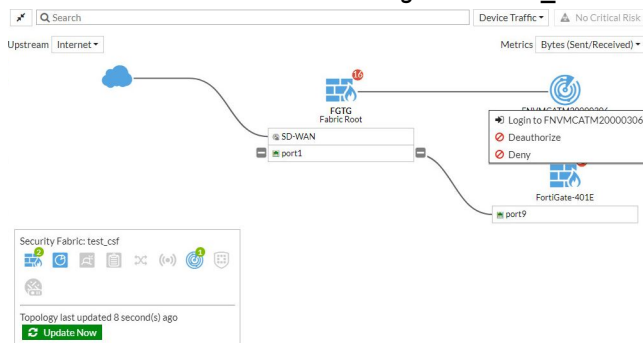 Search
Device Traffic
No Critical Risk
Upstream
Internet
Metrics
Bytes (Sent/Received)
16
FGTG
Fabric Root
SD-WAN
port1
Login to FNVMCATM20000306
Deauthorize
Deny
FortiGate-401E
port9
Security Fabric: test_csf
2
1
Topology last updated 8 second(s) ago
Update Now